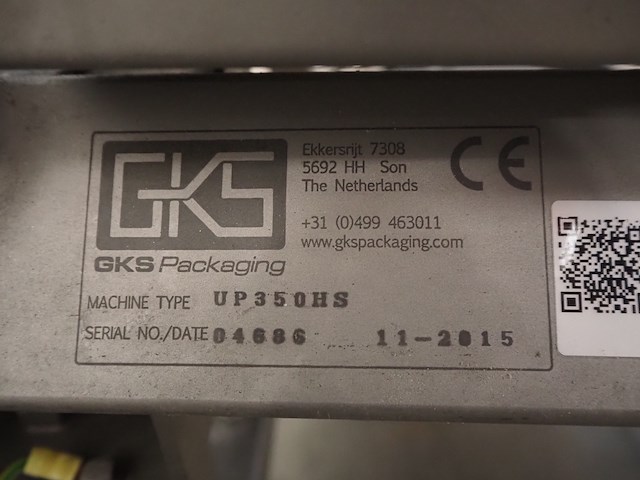 GKS
GKS Packaging
Ekkersrijt 7308
5692 HH Son
The Netherlands
+31 (0)499 463011
www.gkspackaging.com
CE
MACHINE TYPE UP350HS
SERIAL NO./DATE 04686 11-2015